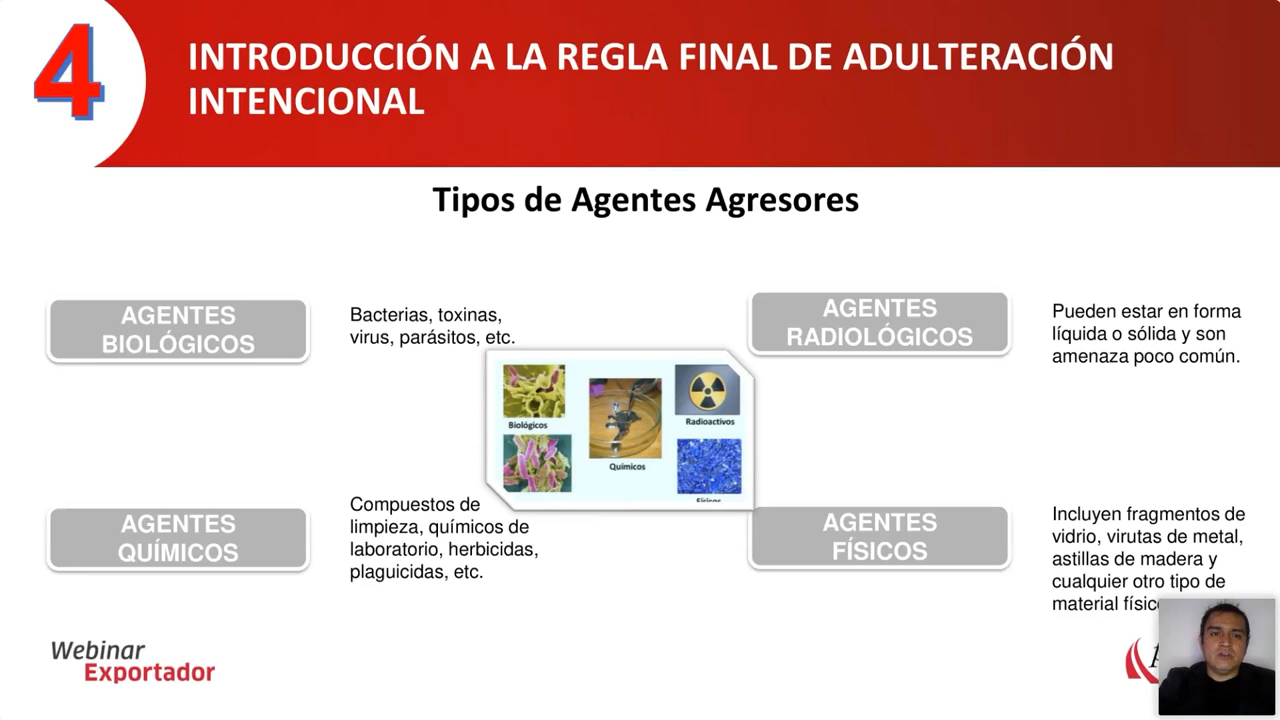 4
INTRODUCCIÓN A LA REGLA FINAL DE ADULTERACIÓN
INTENCIONAL
Tipos de Agentes Agresores
AGENTES
BIOLÓGICOS
Bacterias, toxinas,
virus, parásitos, etc.
AGENTES
RADIOLÓGICOS
Pueden estar en forma
líquida o sólida y son
amenaza poco común.
Biológicos
Químicos
Radioactivos
AGENTES
QUÍMICOS
Compuestos de
limpieza, químicos de
laboratorio, herbicidas,
plaguicidas, etc.
AGENTES
FÍSICOS
Incluyen fragmentos de
vidrio, virutas de metal,
astillas de madera y
cualquier otro tipo de
material
Webinar
Exportador